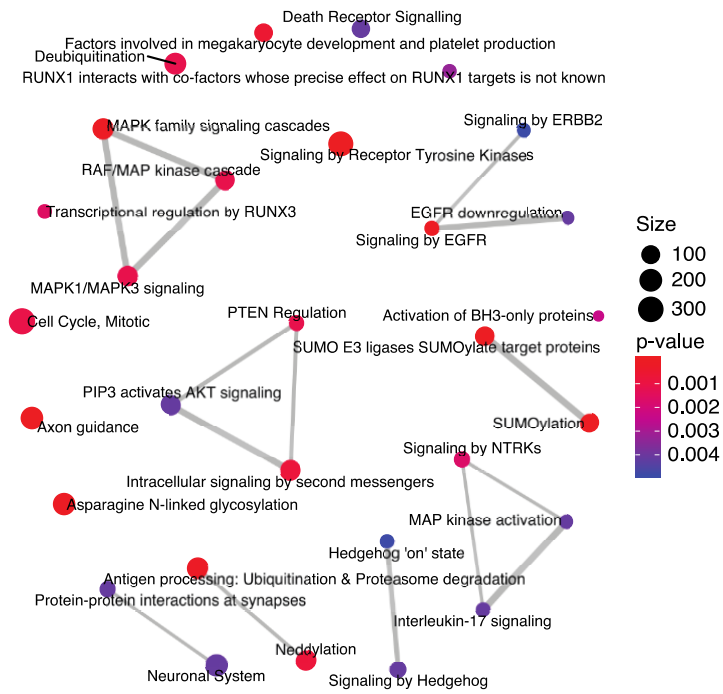 Death Receptor Signalling
Factors involved in megakaryocyte development and platelet production
Deubiquitination
RUNX1 interacts with co-factors whose precise effect on RUNX1 targets is not known
Signaling by ERBB2
MAPK family signaling cascades
Signaling by Receptor Tyrosine Kinases
RAF/MAP kinase cascade
Transcriptional regulation by RUNX3
EGFR downregulation
Signaling by EGFR
Size
100
200
300
MAPK1/MAPK3 signaling
PTEN Regulation
Activation of BH3-only proteins
Cell Cycle, Mitotic
SUMO E3 ligases SUMOylate target proteins
p-value
0.001
0.002
0.003
0.004
PIP3 activates AKT signaling
Axon guidance
SUMOylation
Signaling by NTRKs
Intracellular signaling by second messengers
Asparagine N-linked glycosylation
MAP kinase activation
Hedgehog 'on' state
Antigen processing: Ubiquitination & Proteasome degradation
Protein-protein interactions at synapses
Interleukin-17 signaling
Neddylation
Neuronal System
Signaling by Hedgehog